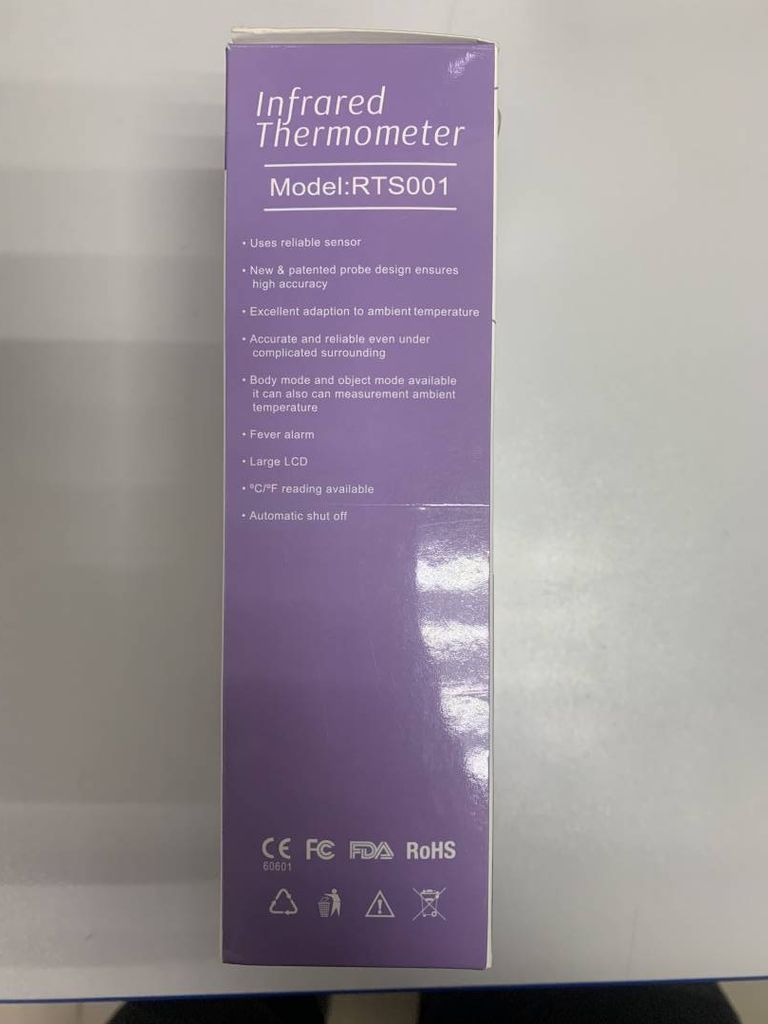 Infrared
Thermometer
Model:RTS001
• Uses reliable sensor
• New & patented probe design ensures
high accuracy
• Excellent adaption to ambient temperature
• Accurate and reliable even under
complicated surrounding
• Body mode and object mode available
it can also can measurement ambient
temperature
• Fever alarm
• Large LCD
• ºC/ºF reading available
• Automatic shut off
CE FC FDA RoHS
60601